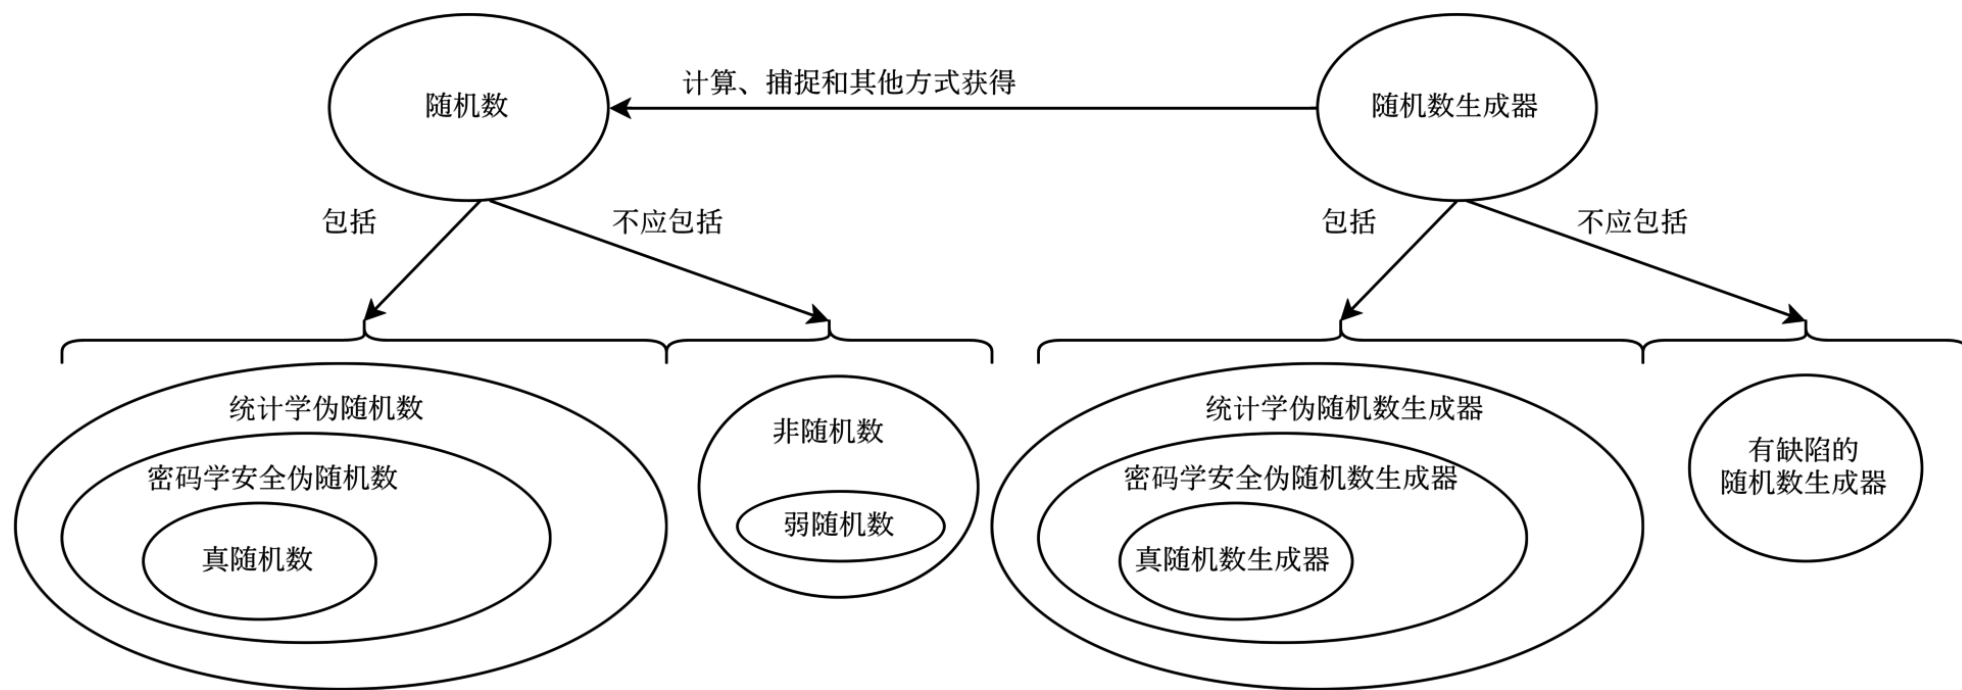 随机数
计算、捕捉和其他方式获得
随机数生成器
包括
不应包括
包括
不应包括
统计学伪随机数
密码学安全伪随机数
真随机数
非随机数
弱随机数
统计学伪随机数生成器
密码学安全伪随机数生成器
真随机数生成器
有缺陷的
随机数生成器